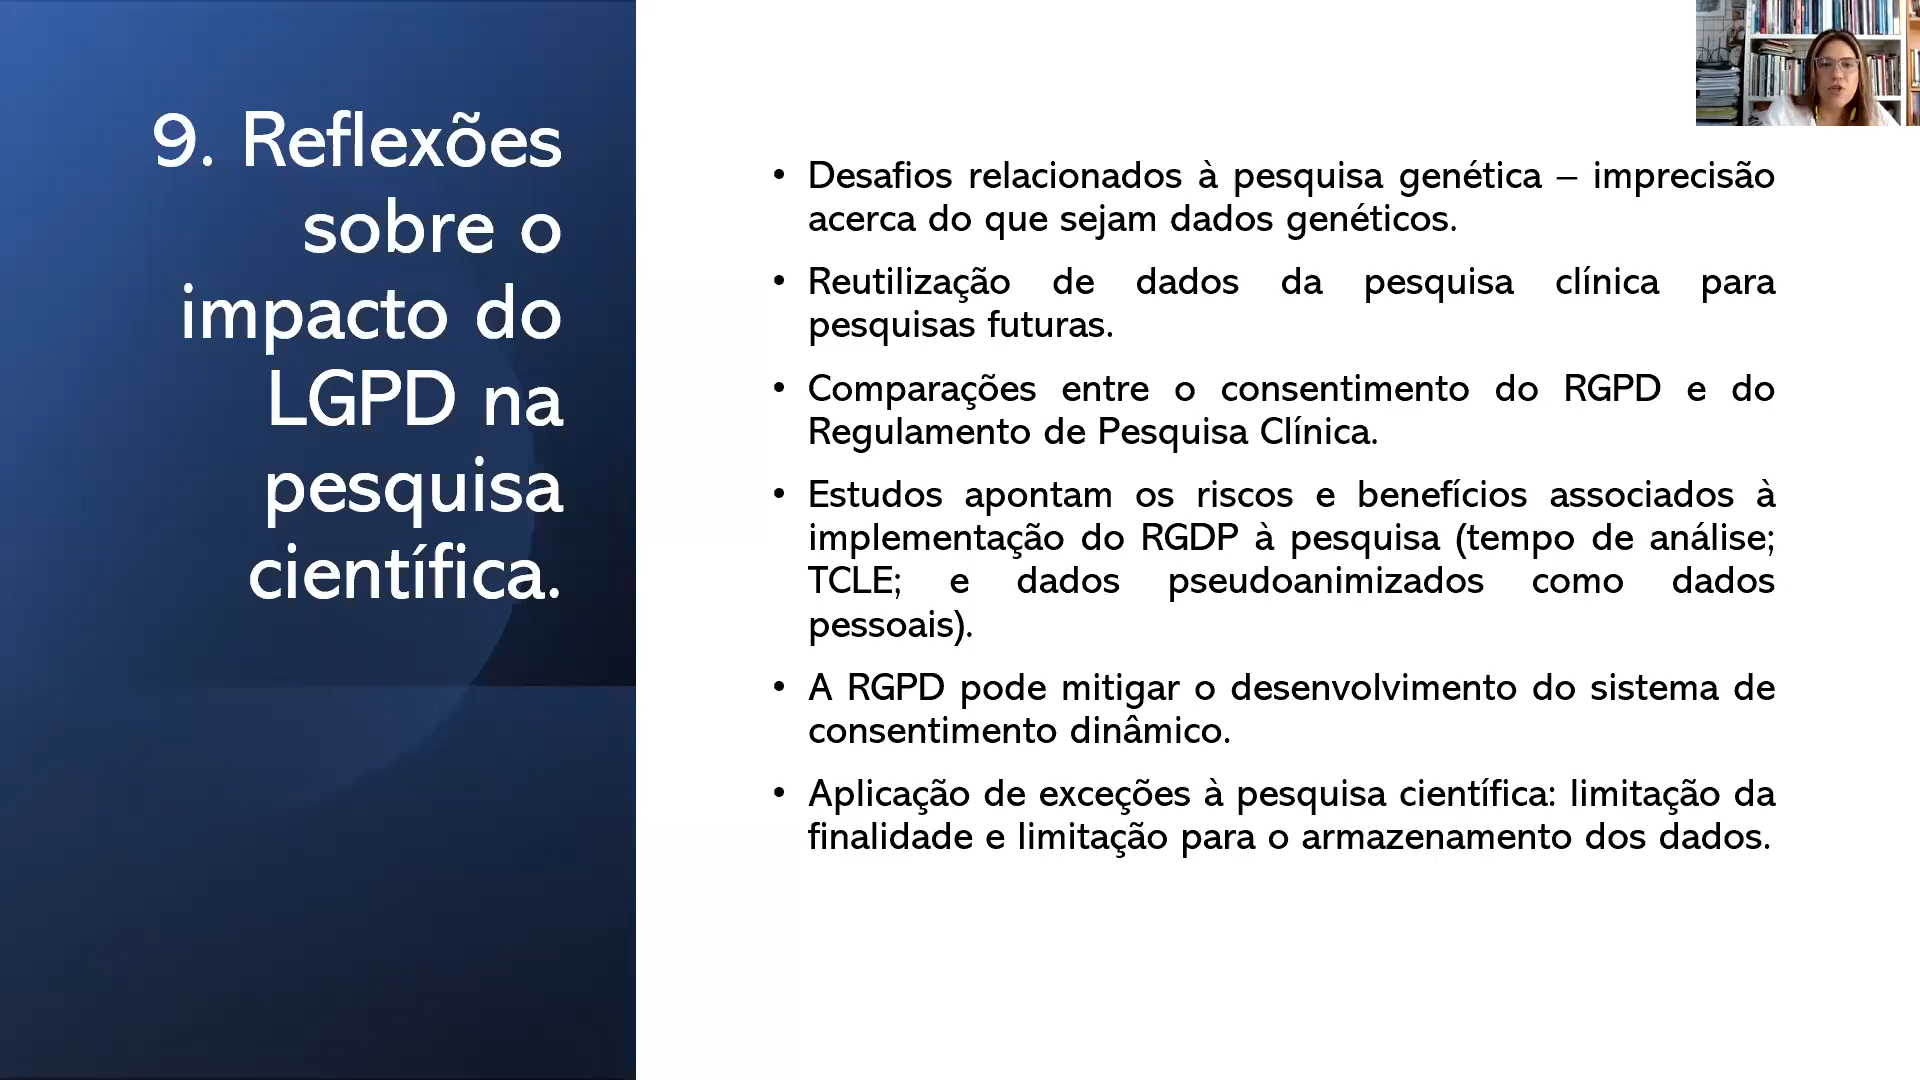 9. Reflexões
sobre o
impacto do
LGPD na
pesquisa
científica.
• Desafios relacionados à pesquisa genética – imprecisão
acerca do que sejam dados genéticos.
• Reutilização de dados da pesquisa clínica para
pesquisas futuras.
• Comparações entre o consentimento do RGPD e do
Regulamento de Pesquisa Clínica.
• Estudos apontam os riscos e benefícios associados à
implementação do RGDP à pesquisa (tempo de análise;
TCLE; e dados pseudoanimizados como dados
pessoais).
• A RGPD pode mitigar o desenvolvimento do sistema de
consentimento dinâmico.
• Aplicação de exceções à pesquisa científica: limitação da
finalidade e limitação para o armazenamento dos dados.